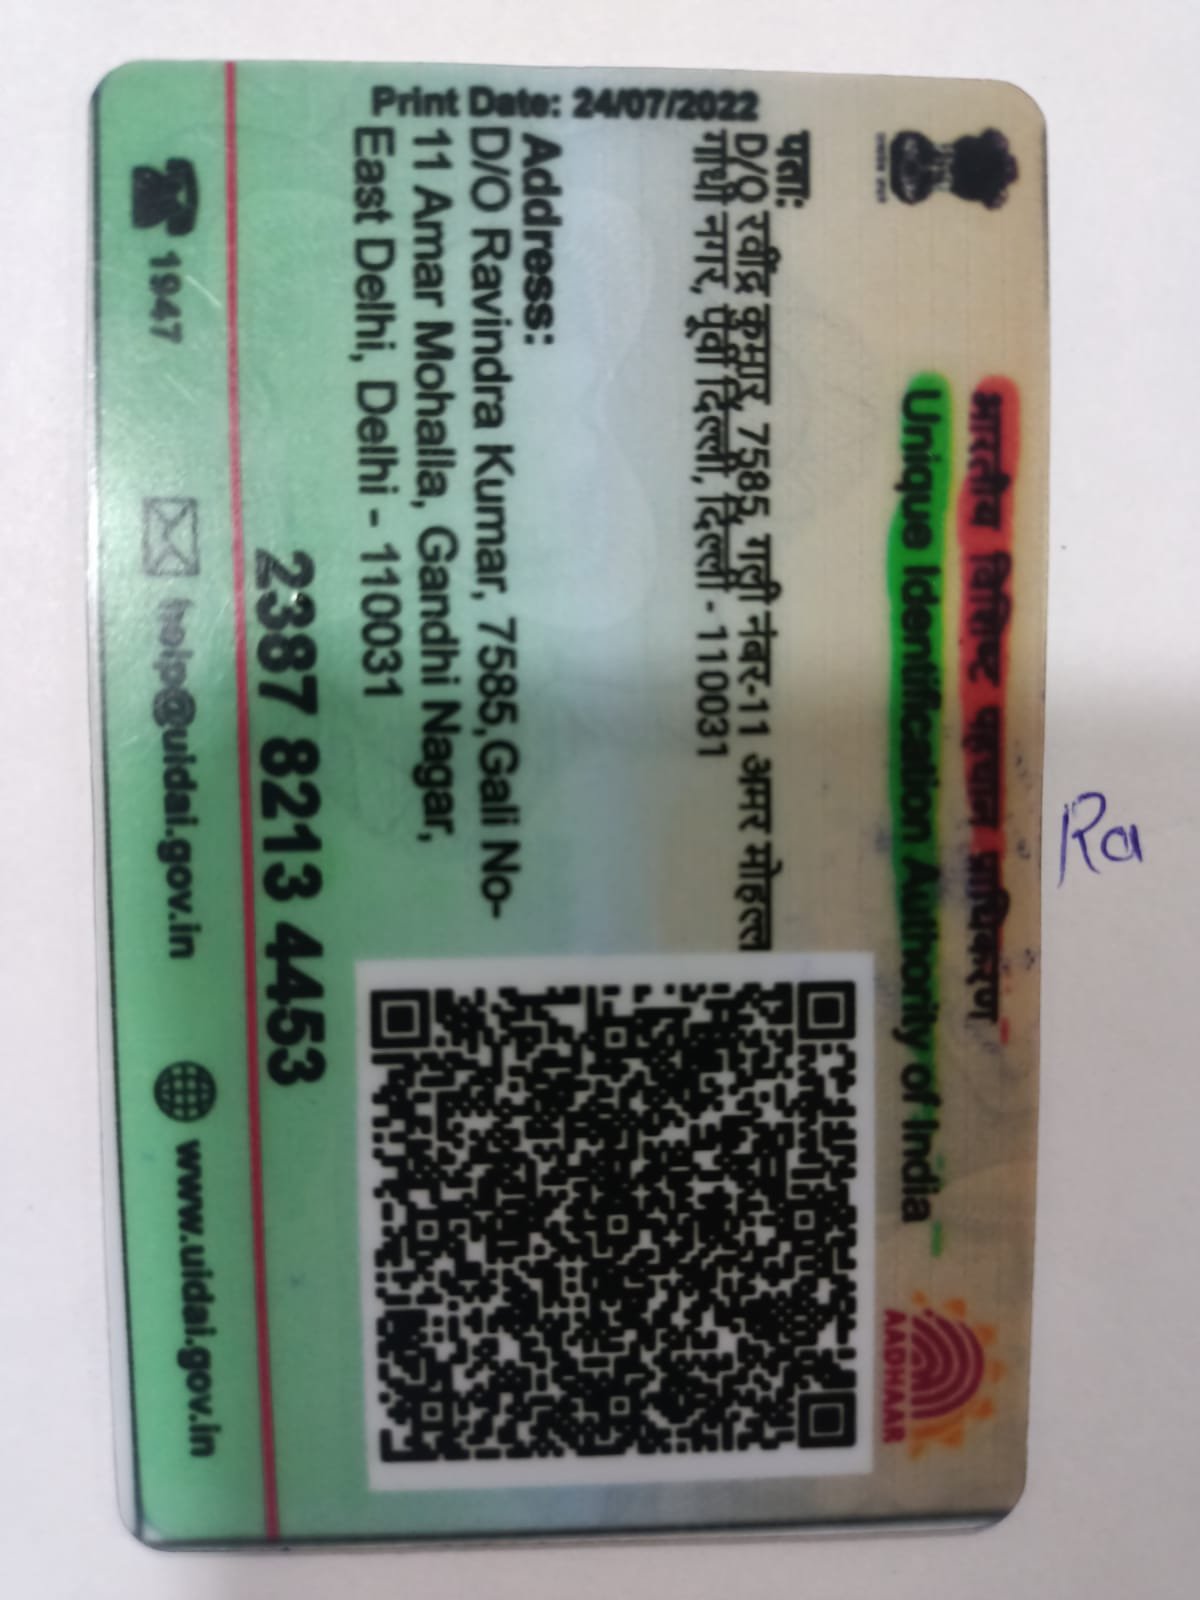 भारतीय विशिष्ट पहचान प्राधिकरण
Unique Identification Authority of India
AADHAAR
पता:
D/O रवींद्र कुमार, 7585, गली नंबर-11 अमर मोहल्ल
गांधी नगर, पूर्वी दिल्ली, दिल्ली - 110031
Print Date: 24/07/2022
Address:
D/O Ravindra Kumar, 7585,Gali No-
11 Amar Mohalla, Gandhi Nagar,
East Delhi, Delhi - 110031
2387 8213 4453
1947
help@uidai.gov.in
www.uidai.gov.in
Ra